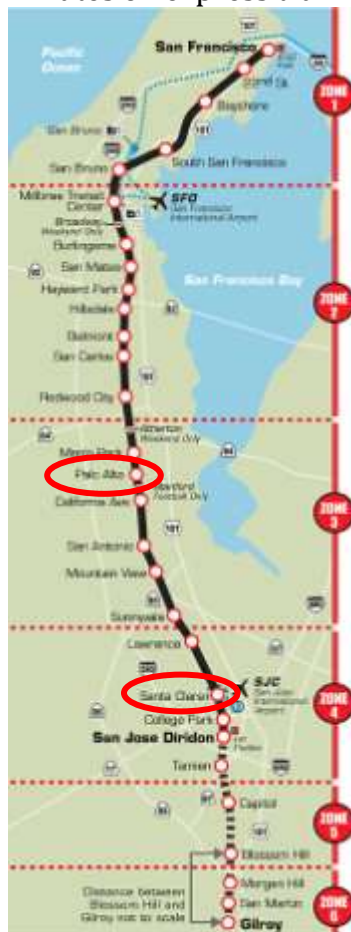 San Francisco
Pacific
Ocean
22nd St.
Bayshore
ZONE
1
San Bruno
South San Francisco
San Bruno
Millbrae Transit
Center
SFO
San Francisco
International Airport
Broadway
Weekend Only
Burlingame
San Mateo
San Francisco Bay
Hayward Park
ZONE
2
Hillsdale
Belmont
San Carlos
Redwood City
Atherton
Weekend Only
Menlo Park
Palo Alto
Stanford
Football Only
California Ave.
ZONE
3
San Antonio
Mountain View
Sunnyvale
Lawrence
SJC
San Jose
International
Airport
Santa Clara
ZONE
4
College Park
San Jose Diridon
Tamien
Capitol
ZONE
5
Blossom Hill
Morgan Hill
Distance between
Blossom Hill and
Gilroy not to scale
San Martin
ZONE
6
Gilroy